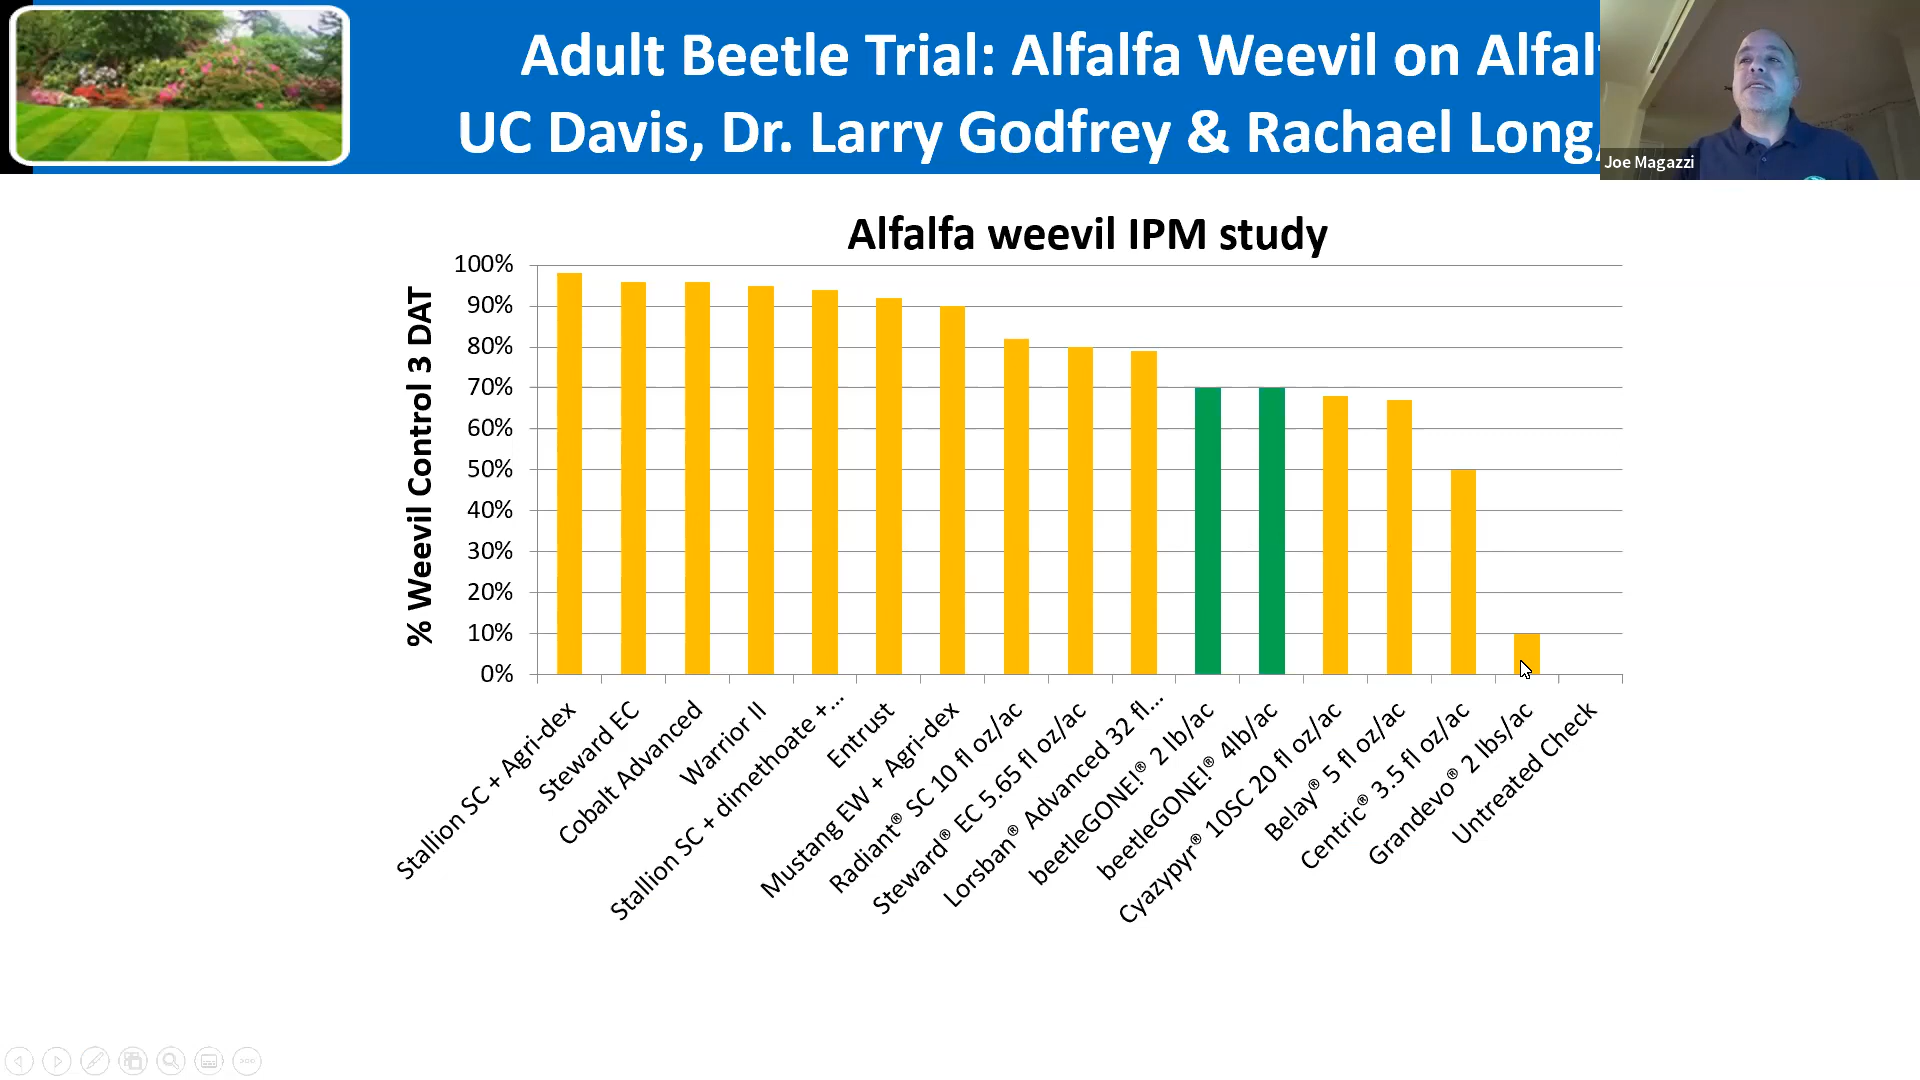 Adult Beetle Trial: Alfalfa Weevil on Alfal
UC Davis, Dr. Larry Godfrey & Rachael Long,
Joe Magazzi
Alfalfa weevil IPM study
% Weevil Control 3 DAT
100%
90%
80%
70%
60%
50%
40%
30%
20%
10%
0%
Stallion SC + Agri-dex
Steward EC
Cobalt Advanced
Warrior II
Stallion SC + dimethoate +...
Entrust
Mustang EW + Agri-dex
Radiant® SC 10 fl oz/ac
Steward® EC 5.65 fl oz/ac
Lorsban® Advanced 32 fl...
beetleGONE!® 2 lb/ac
beetleGONE!® 4lb/ac
Cyazypyr® 10SC 20 fl oz/ac
Belay® 5 fl oz/ac
Centric® 3.5 fl oz/ac
Grandevo® 2 lbs/ac
Untreated Check